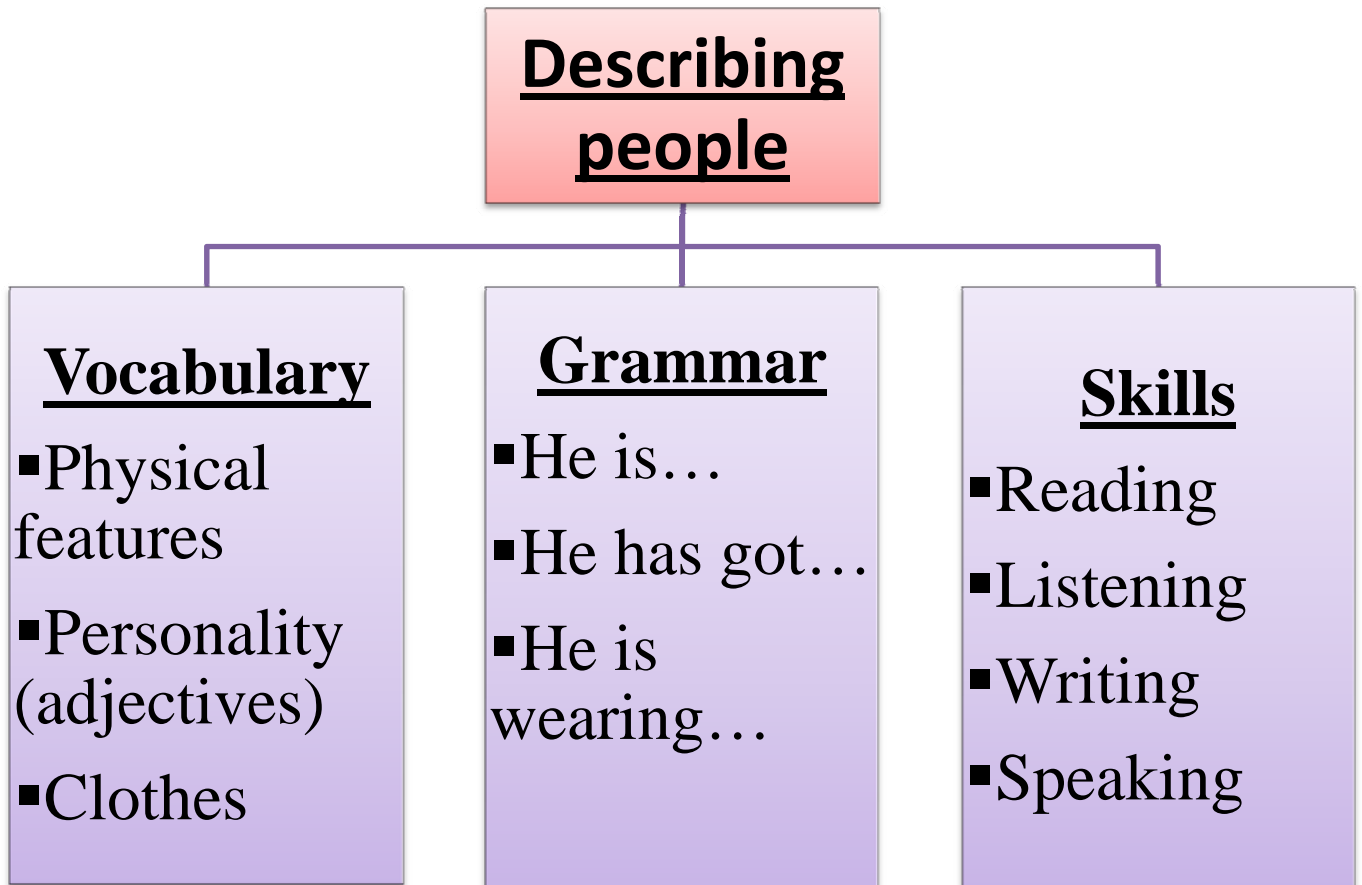 Describing
people
Vocabulary
▪Physical
features
▪Personality
(adjectives)
▪Clothes
Grammar
▪He is…
▪He has got…
▪He is
wearing…
Skills
▪Reading
▪Listening
▪Writing
▪Speaking